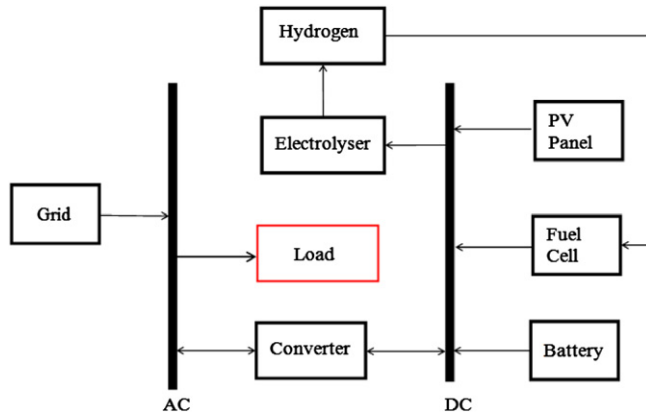 Hydrogen
Electrolyser
PV
Panel
Grid
Load
Fuel
Cell
Converter
Battery
AC
DC